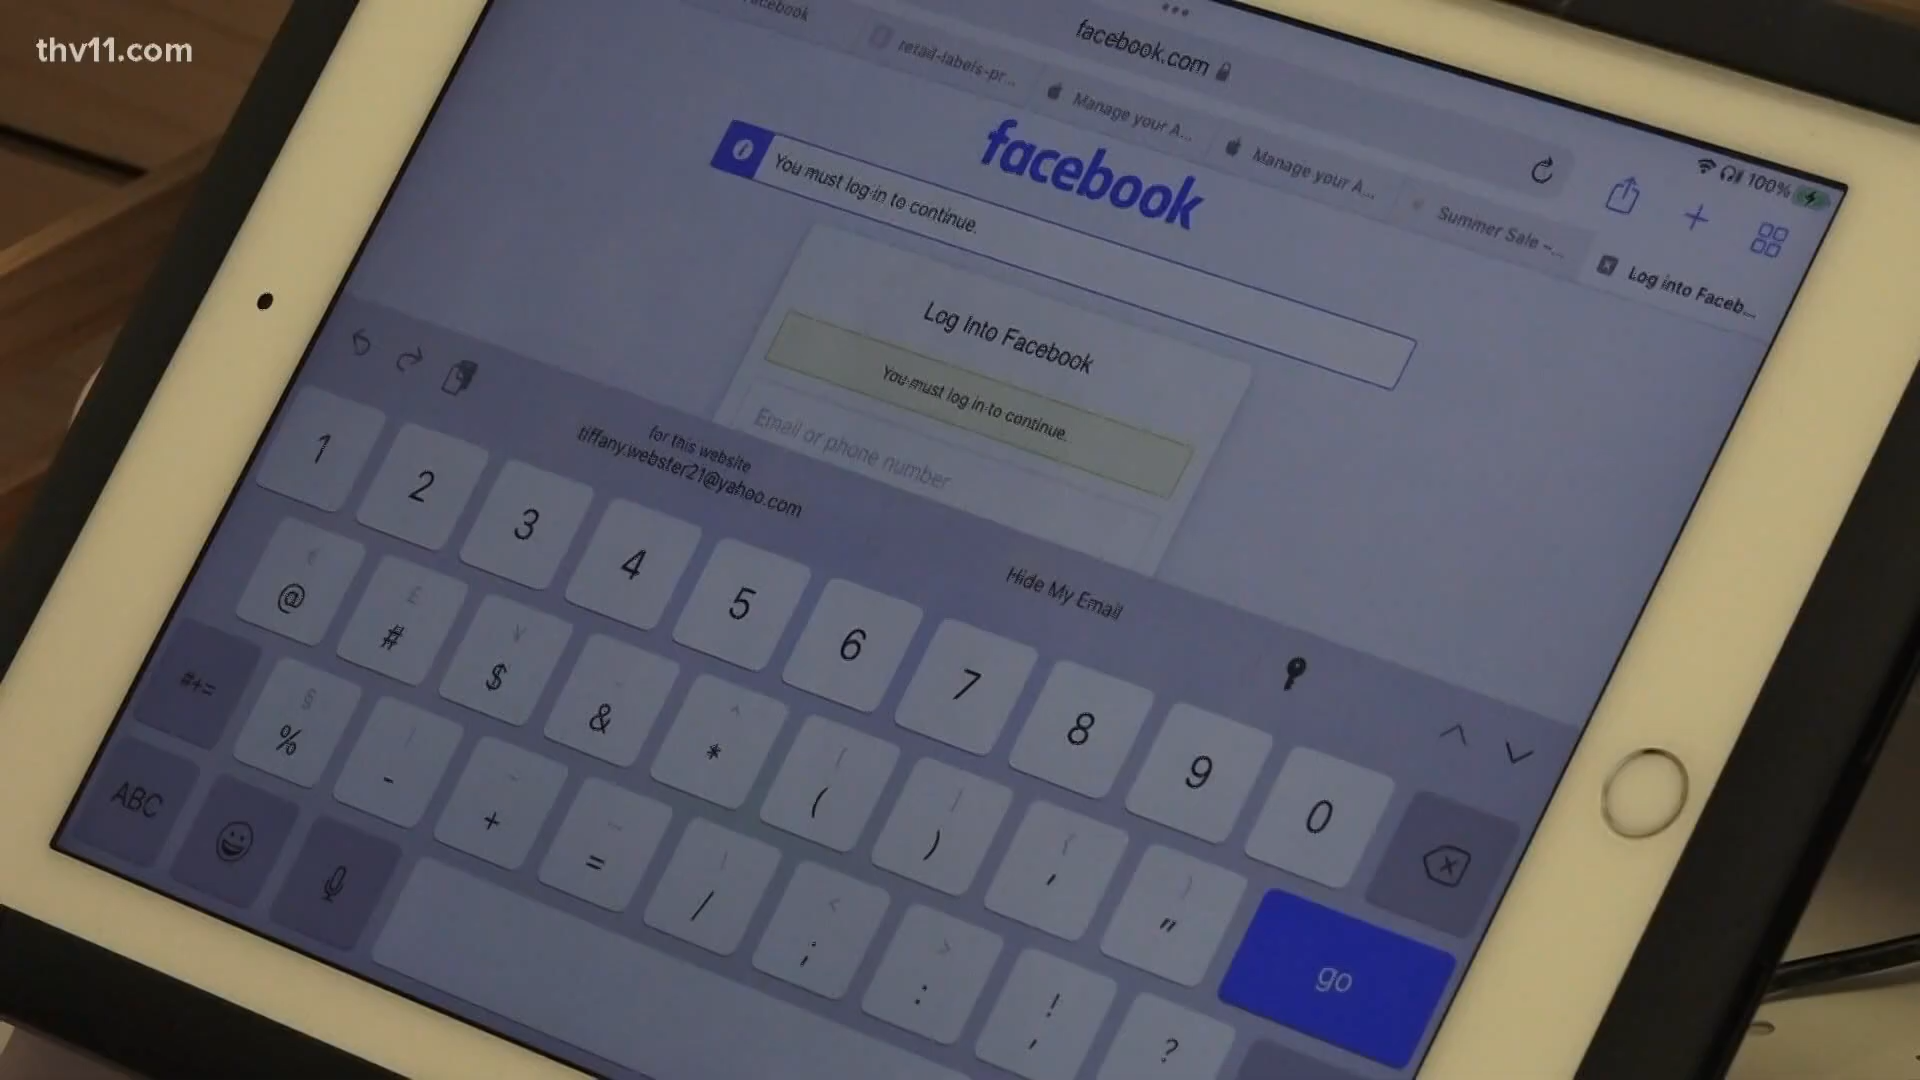 thv11.com
facebook.com
100%
retail-labels-pr...
Manage your A...
Manage your A...
Summer Sale –...
Log into Faceb...
facebook
You must log in to continue.
Log Into Facebook
You must log in to continue.
Email or phone number
for this website
tiffany.webster21@yahoo.com
Hide My Email
1 2 3 4 5 6 7 8 9 0
@ # $ & * ( ) ' "
go
#+= % - + = / ; : ! , ?
ABC